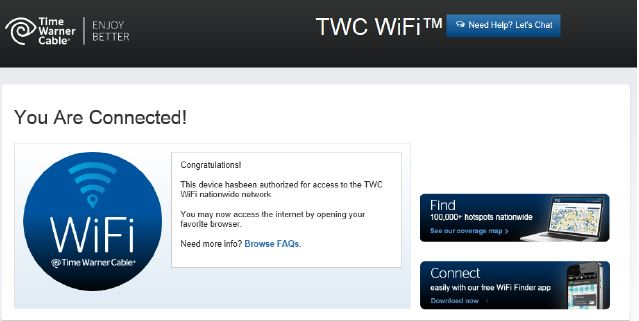 Time Warner Cable®
ENJOY BETTER
TWC WiFi™
Need Help? Let's Chat
You Are Connected!
WiFi
Time Warner Cable®
Congratulations!
This device hasbeen authorized for access to the TWC
WiFi nationwide network.
You may now access the internet by opening your
favorite browser.
Need more info? Browse FAQs.
Find
100,000+ hotspots nationwide
See our coverage map >
Connect
easily with our free WiFi Finder app
Download now >